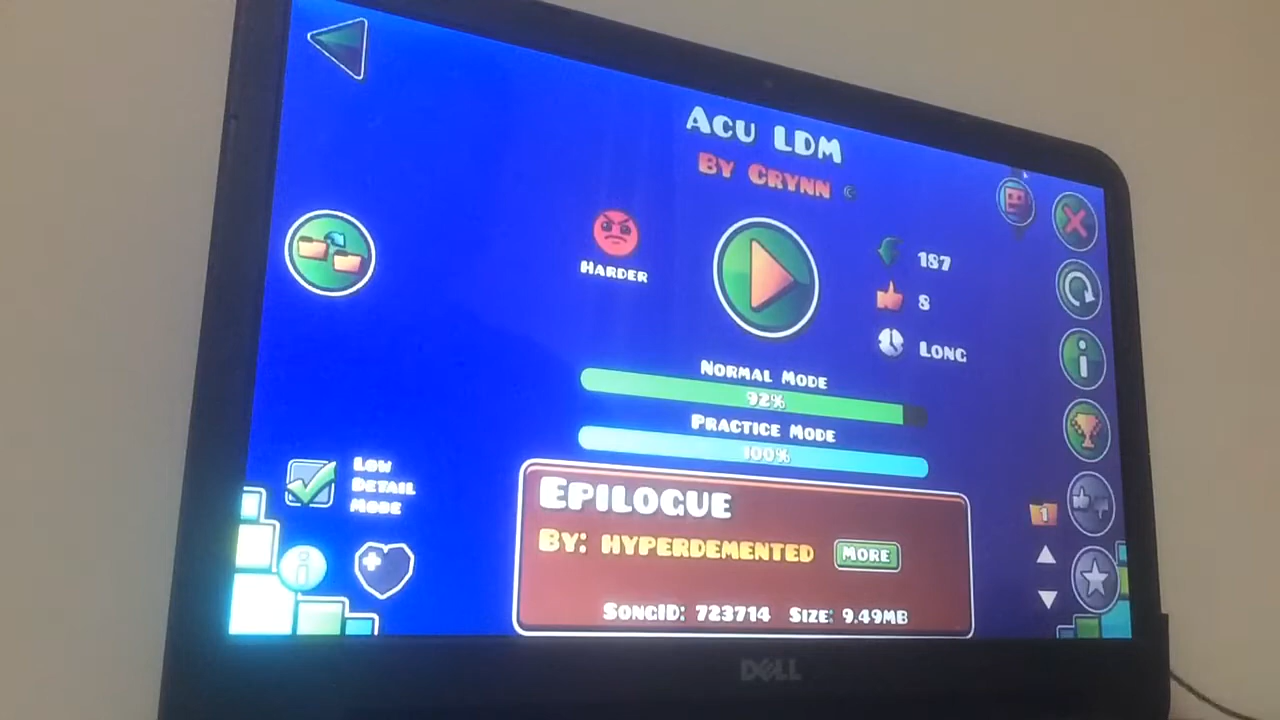 Acu LDM
By Crynn
Harder
187
8
Long
Normal Mode
92%
Practice Mode
100%
Low
Detail
Mode
Epilogue
By: hyperdemented
More
SongID: 723714 Size: 9.49MB
1
DELL